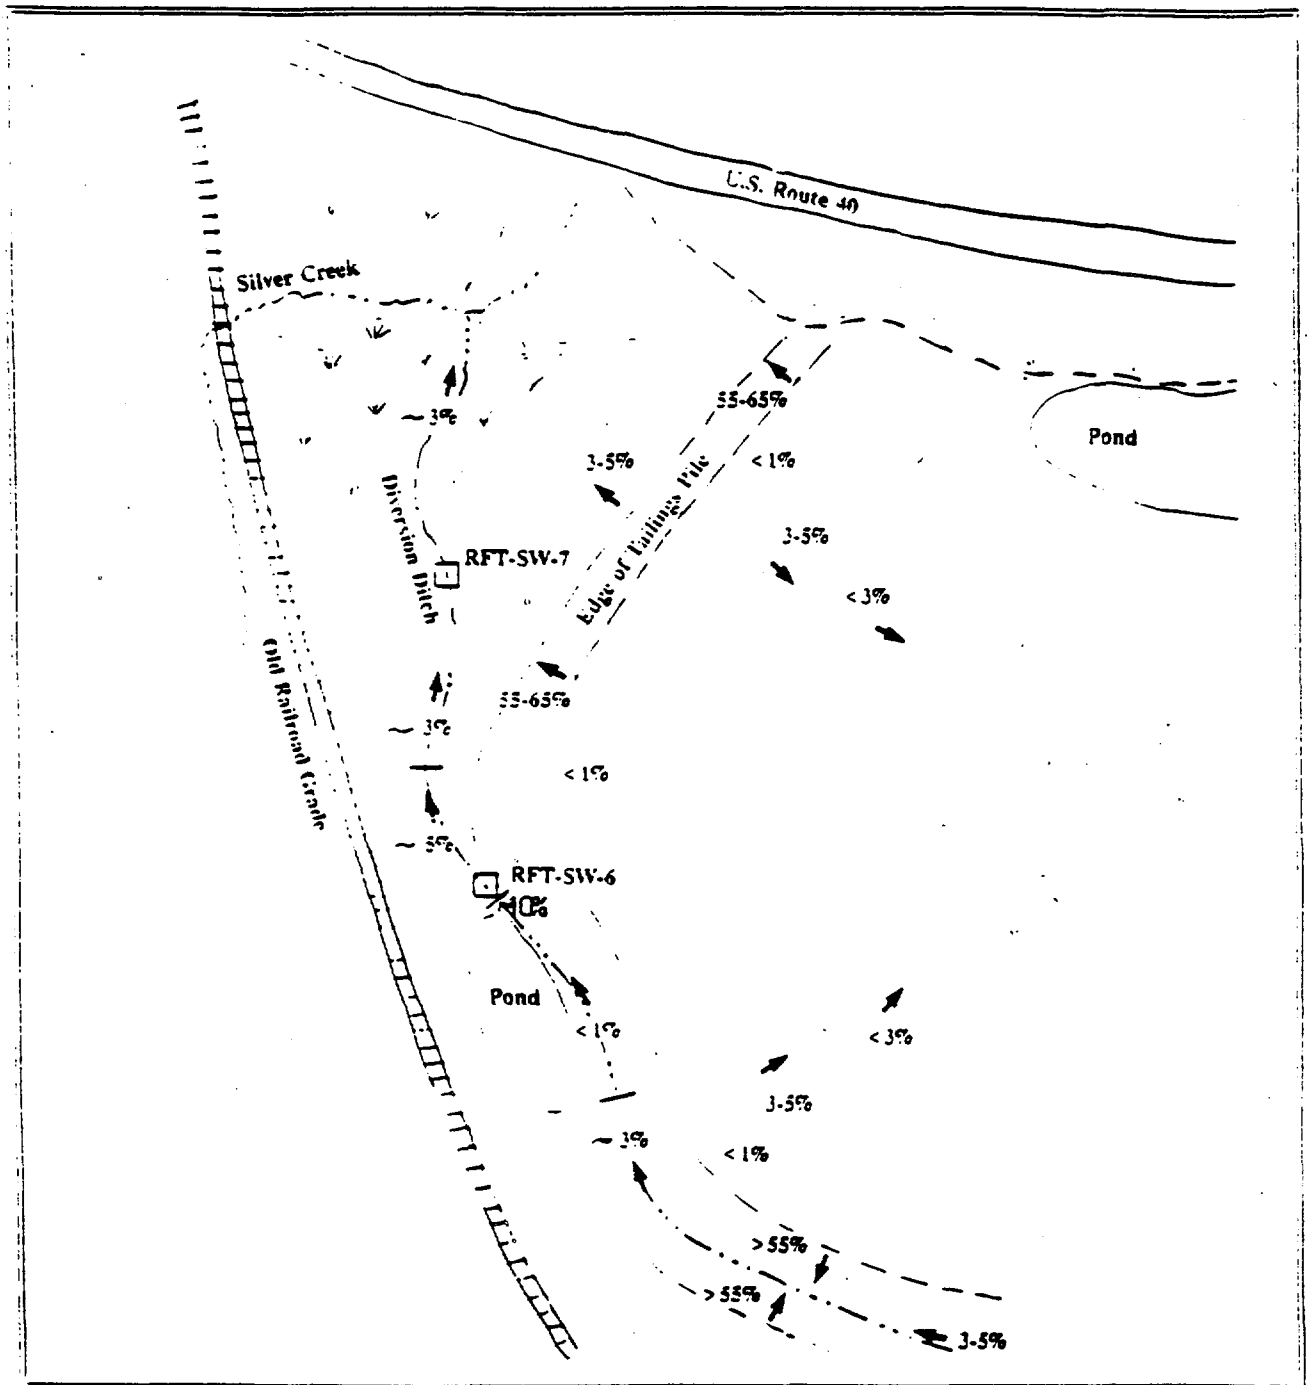 U.S. Route 40
Silver Creek
55-65%
~ 3%
Pond
3-5%
< 1%
Diversion Ditch
Edge of Tailings Pile
3-5%
RFT-SW-7
< 3%
55-65%
Old Railroad Grade
~ 3%
< 1%
~ 5%
RFT-SW-6
10%
Pond
< 1%
< 3%
3-5%
~ 3%
< 1%
> 55%
> 55%
3-5%